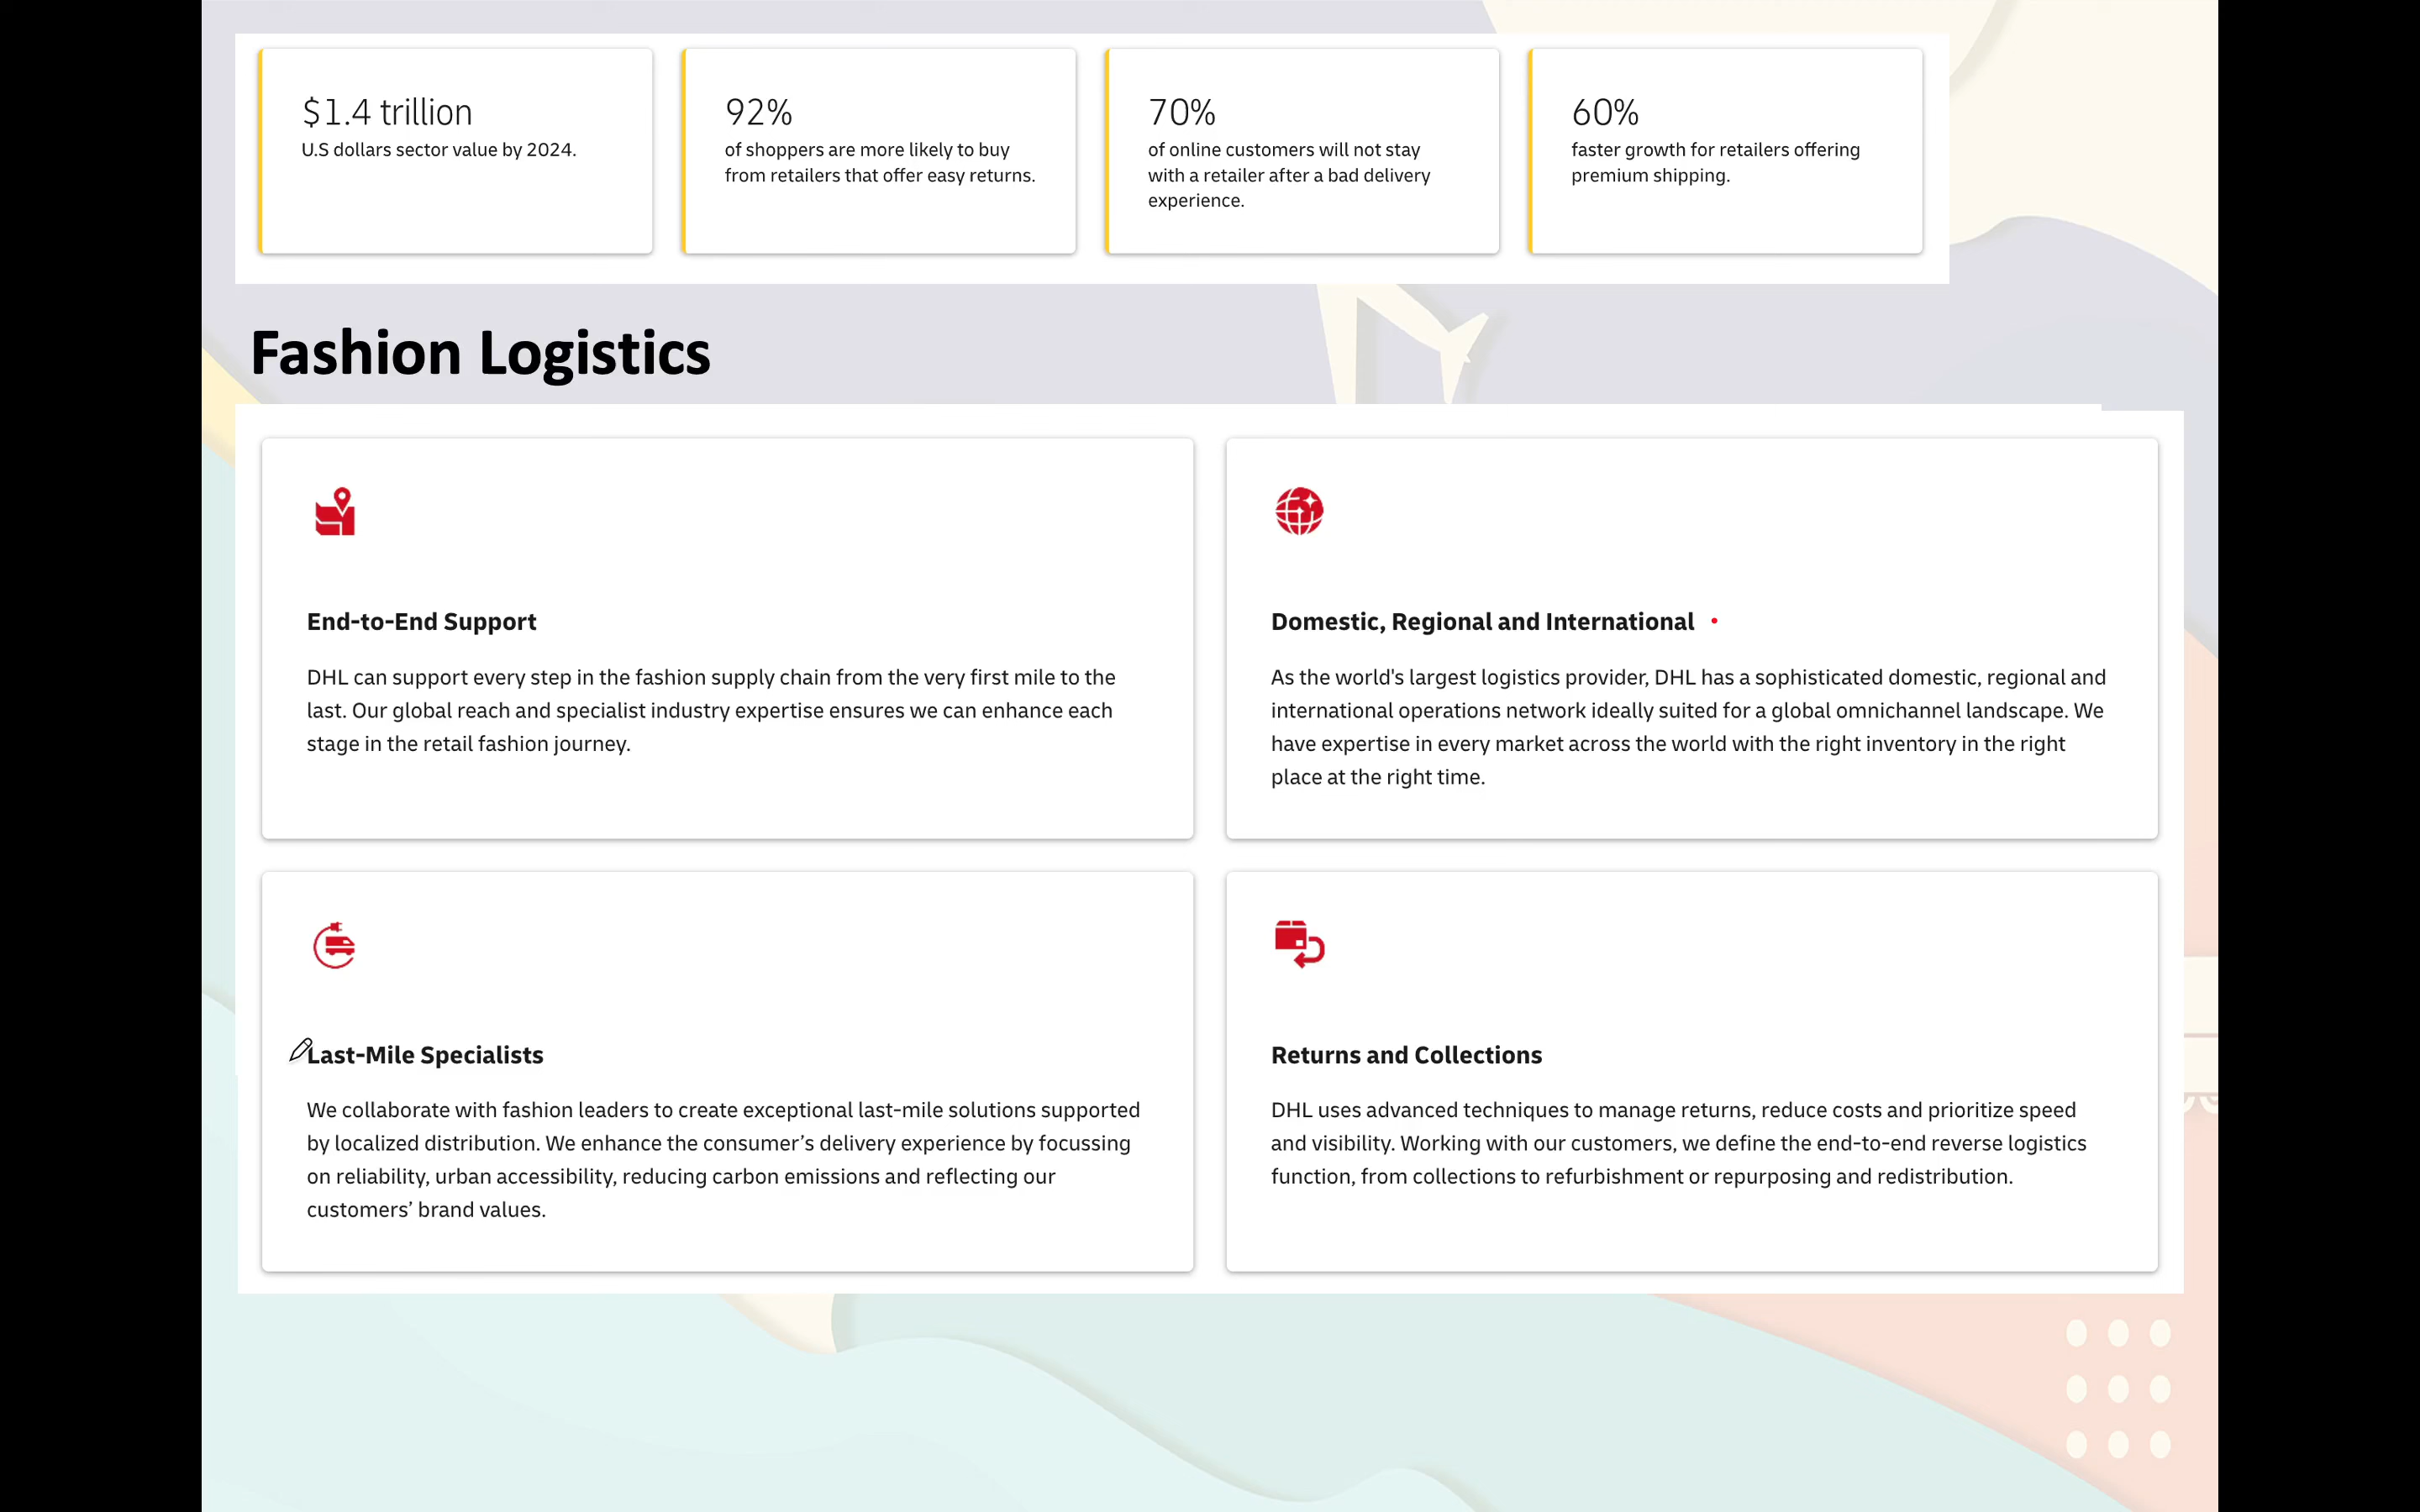 $1.4 trillion
U.S dollars sector value by 2024.
92%
of shoppers are more likely to buy
from retailers that offer easy returns.
70%
of online customers will not stay
with a retailer after a bad delivery
experience.
60%
faster growth for retailers offering
premium shipping.
Fashion Logistics
End-to-End Support
DHL can support every step in the fashion supply chain from the very first mile to the
last. Our global reach and specialist industry expertise ensures we can enhance each
stage in the retail fashion journey.
Domestic, Regional and International
As the world's largest logistics provider, DHL has a sophisticated domestic, regional and
international operations network ideally suited for a global omnichannel landscape. We
have expertise in every market across the world with the right inventory in the right
place at the right time.
Last-Mile Specialists
We collaborate with fashion leaders to create exceptional last-mile solutions supported
by localized distribution. We enhance the consumer’s delivery experience by focussing
on reliability, urban accessibility, reducing carbon emissions and reflecting our
customers’ brand values.
Returns and Collections
DHL uses advanced techniques to manage returns, reduce costs and prioritize speed
and visibility. Working with our customers, we define the end-to-end reverse logistics
function, from collections to refurbishment or repurposing and redistribution.